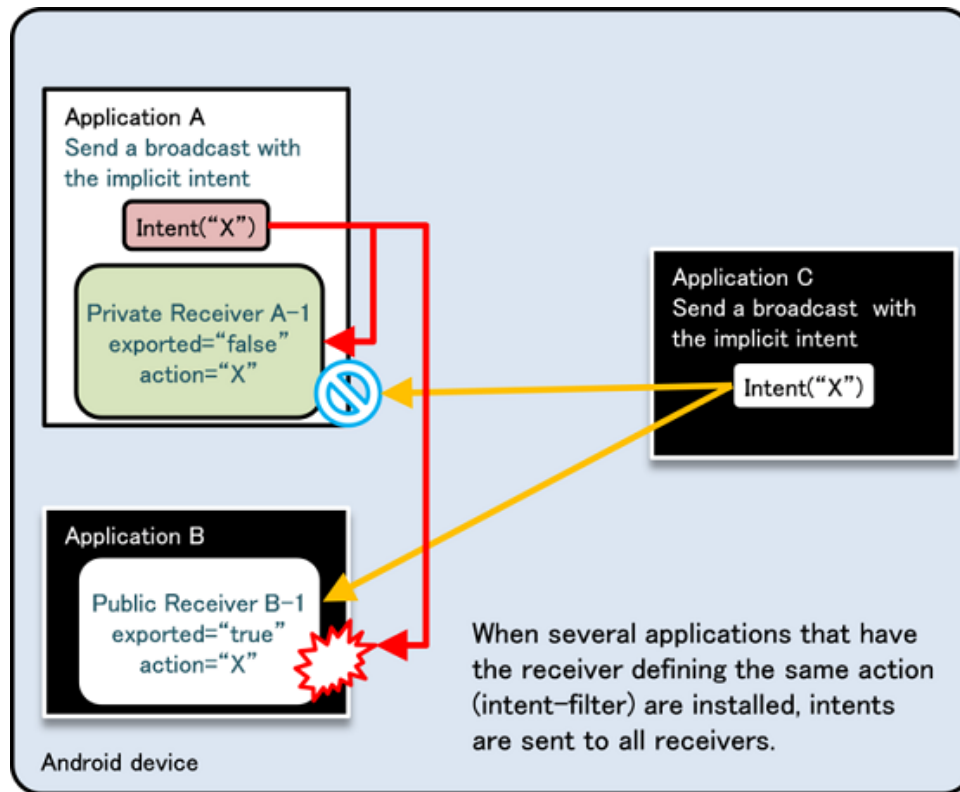 Application A
Send a broadcast with
the implicit intent
Intent(“X”)
Private Receiver A-1
exported=“false”
action=“X”
Application C
Send a broadcast with
the implicit intent
Intent(“X”)
Application B
Public Receiver B-1
exported=“true”
action=“X”
When several applications that have
the receiver defining the same action
(intent-filter) are installed, intents
are sent to all receivers.
Android device